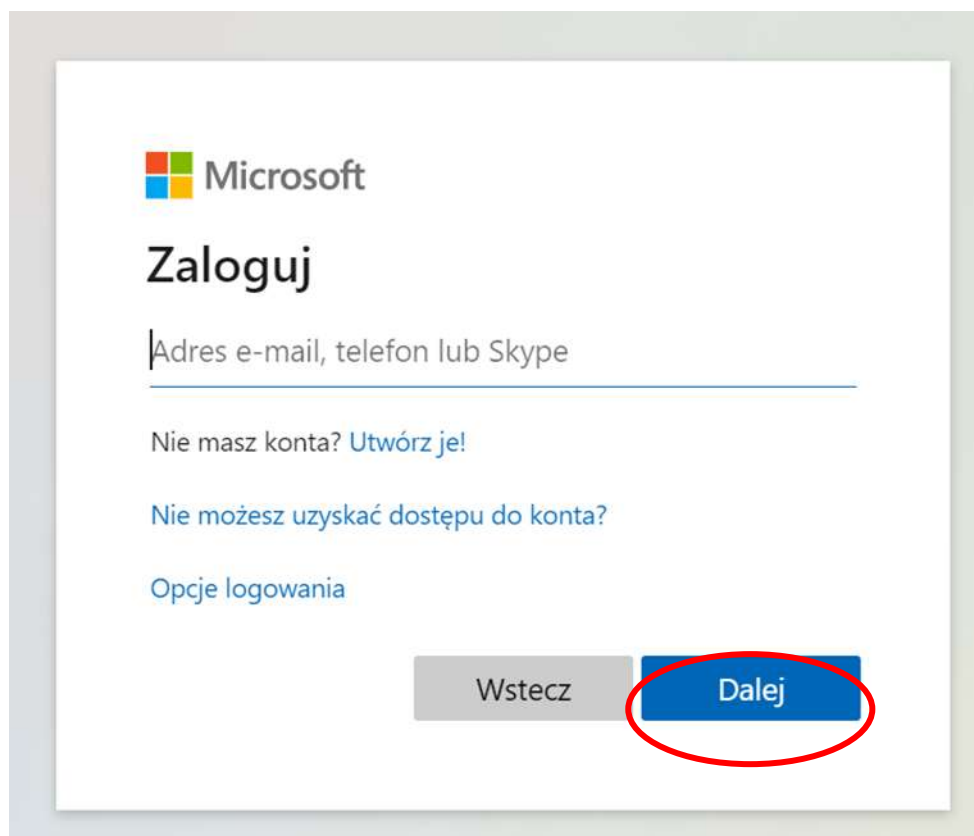 Microsoft
Zaloguj
Adres e-mail, telefon lub Skype
Nie masz konta? Utwórz je!
Nie możesz uzyskać dostępu do konta?
Opcje logowania
Wstecz Dalej